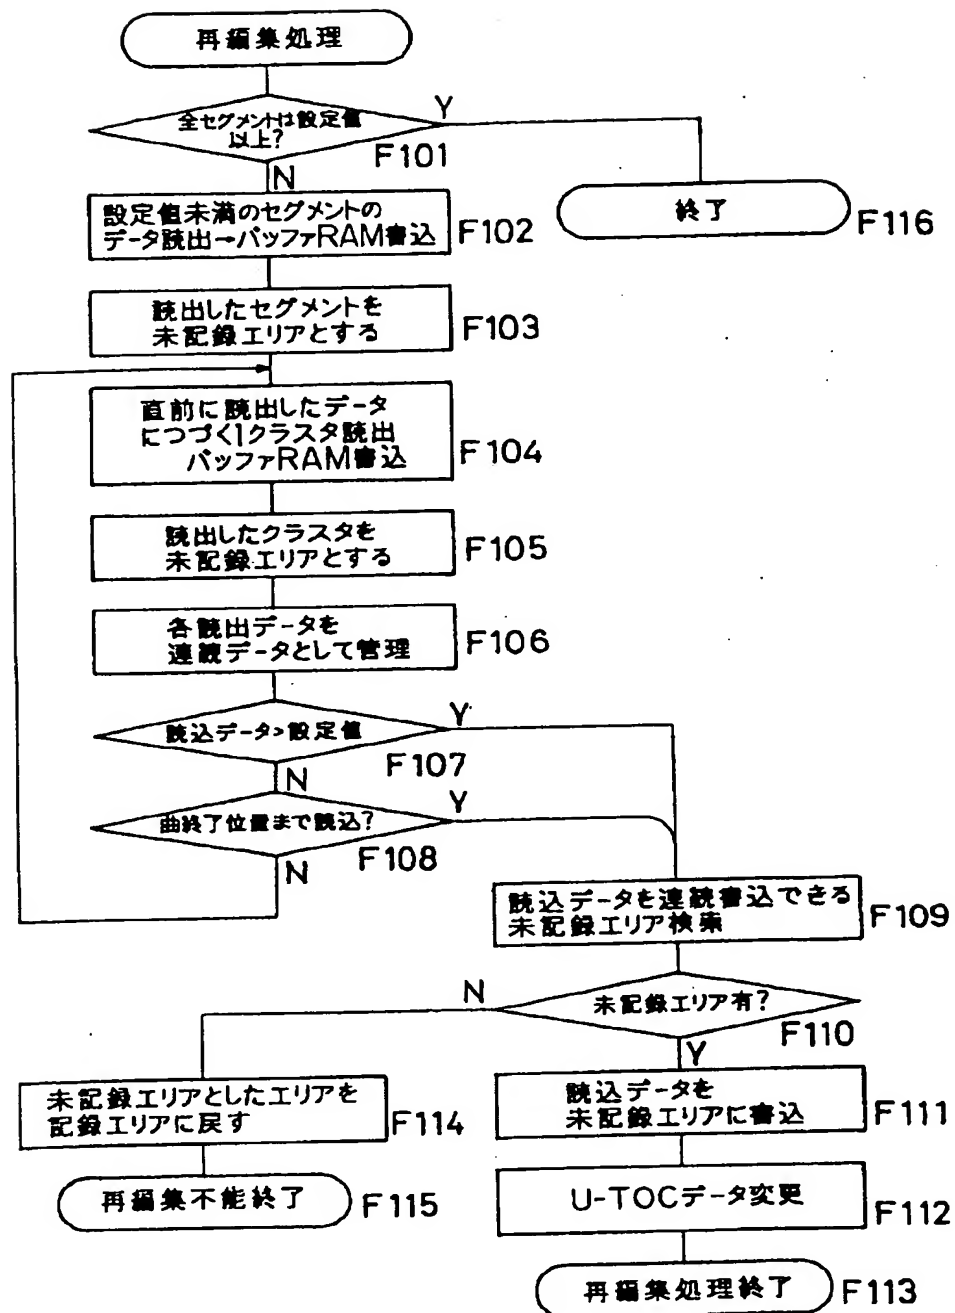 再編集処理
全セグメントは設定値
以上?
Y
F101
N
設定値未満のセグメントの
データ読出→バッファRAM書込
F102
終了
F116
読出したセグメントを
未記録エリアとする
F103
直前に読出したデータ
につづく1クラスタ読出
バッファRAM書込
F104
読出したクラスタを
未記録エリアとする
F105
各読出データを
連続データとして管理
F106
読込データ>設定値
Y
F107
N
曲終了位置まで読込?
Y
F108
N
読込データを連続書込できる
未記録エリア検索
F109
N
未記録エリア有?
F110
Y
未記録エリアとしたエリアを
記録エリアに戻す
F114
読込データを
未記録エリアに書込
F111
再編集不能終了
F115
U-TOCデータ変更
F112
再編集処理終了
F113